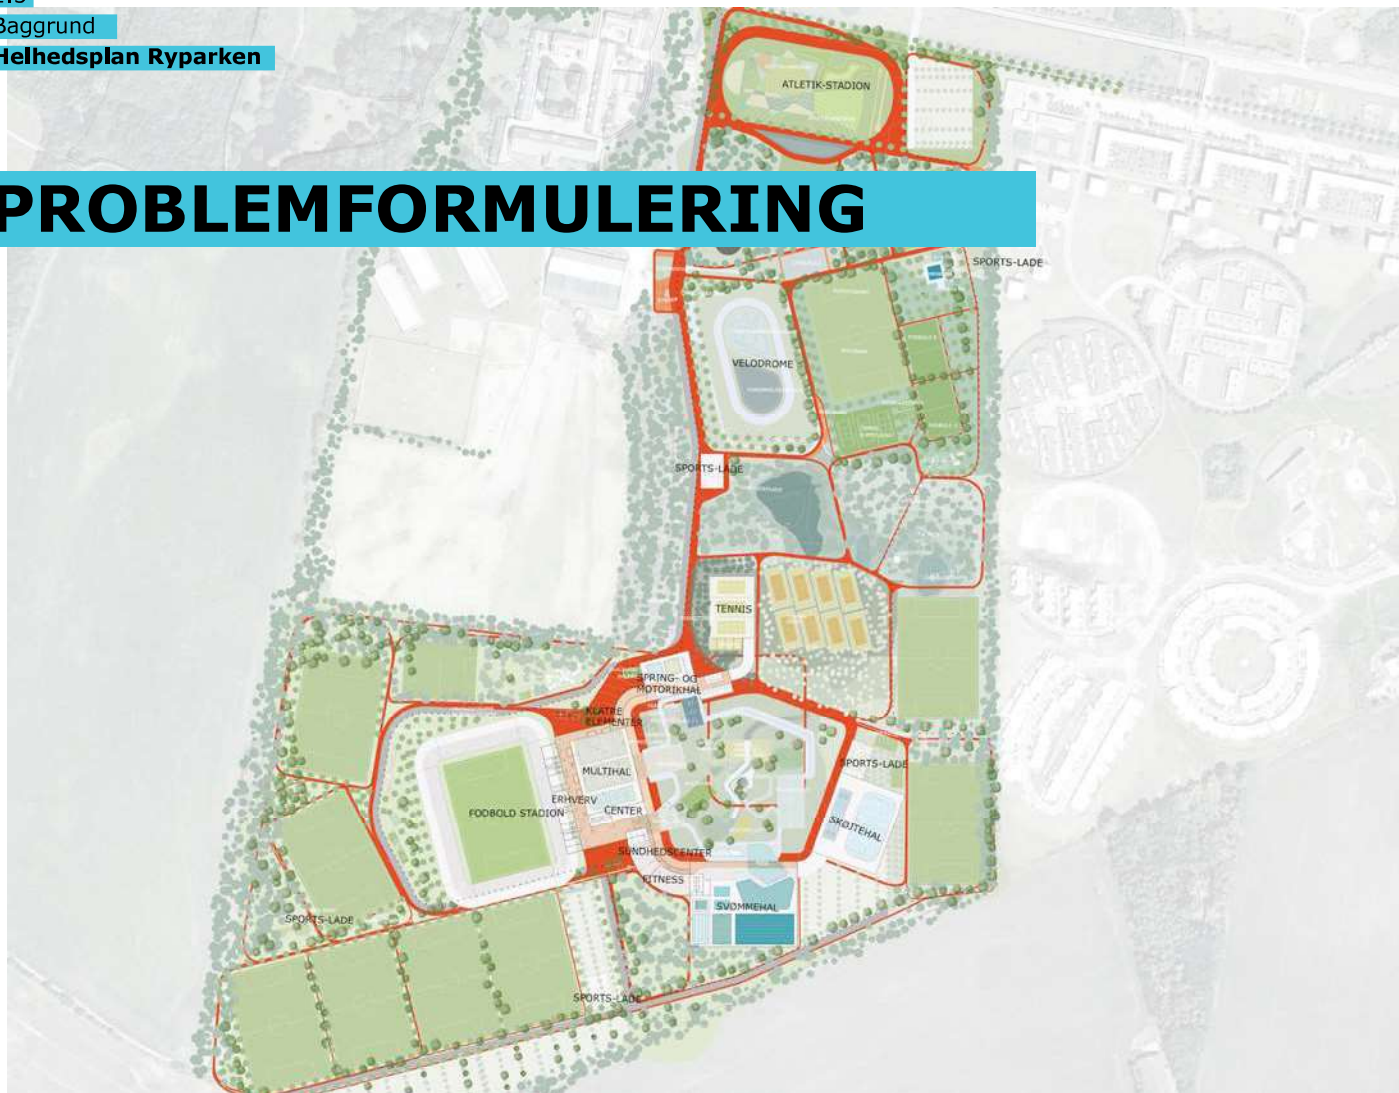 Baggrund
Helhedsplan Ryparken
ATLETIK-STADION
PROBLEMFORMULERING
SPORTS-LADE
VELODROME
SPORTS-LADE
TENNIS
SPRING- OG
MOTORIKHAL
KLATRE
ELEMENTER
SPORTS-LADE
MULTIHAL
ERHVERV
CENTER
FODBOLD STADION
SKØJTEHAL
SUNDHEDSCENTER
FITNESS
SVØMMEHAL
SPORTS-LADE
SPORTS-LADE